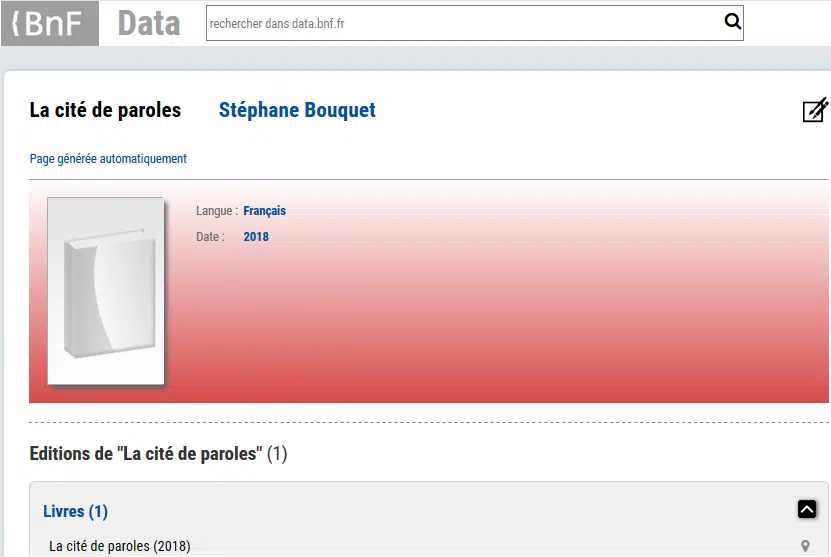 BnF Data rechercher dans data.bnf.fr
La cité de paroles Stéphane Bouquet
Page générée automatiquement
Langue : Français
Date : 2018
Editions de "La cité de paroles" (1)
Livres (1)
La cité de paroles (2018)